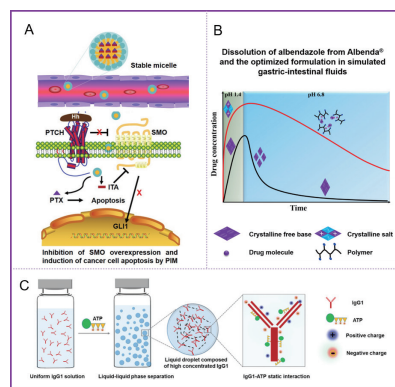 A
Stable micelle
Hh
PTCH
SMO
ITA
PTX
Apoptosis
GLI1
Inhibition of SMO overexpression and
induction of cancer cell apoptosis by PIM
B
Dissolution of albendazole from Albenda®
and the optimized formulation in simulated
gastric-intestinal fluids
pH 1.4
pH 6.8
Drug concentration
Time
Crystalline free base
Crystalline salt
Drug molecule
Polymer
C
ATP
Uniform IgG1 solution
Liquid-liquid phase separation
Liquid droplet composed
of high concentrated IgG1
IgG1-ATP static interaction
IgG1
ATP
Positive charge
Negative charge